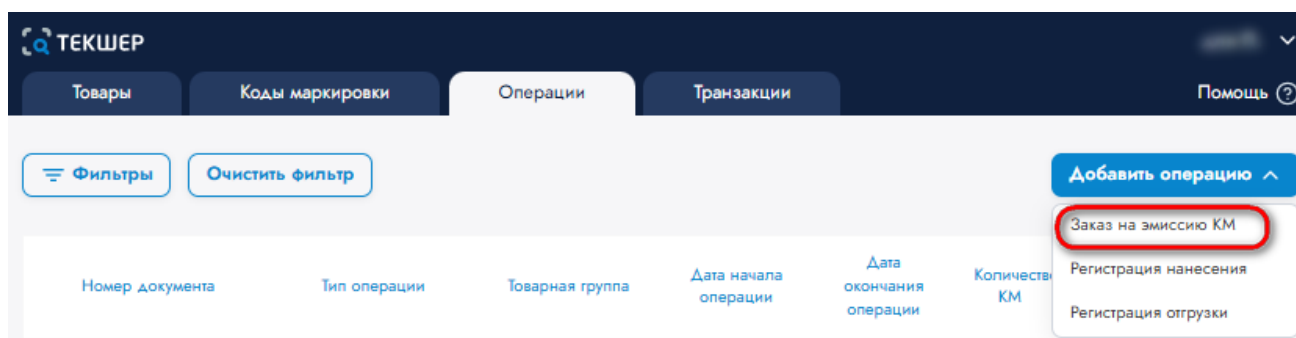 ТЕКШЕР
Товары Коды маркировки Операции Транзакции Помощь
Фильтры Очистить фильтр Добавить операцию
Заказ на эмиссию КМ
Регистрация нанесения
Регистрация отгрузки
Номер документа Тип операции Товарная группа Дата начала операции Дата окончания операции КМ